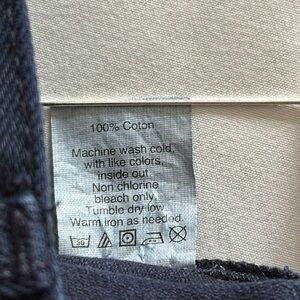 100% Coton
Machine wash cold,
with like colors,
inside out.
Non chlorine
bleach only.
Tumble dry low.
Warm iron as needed.
30